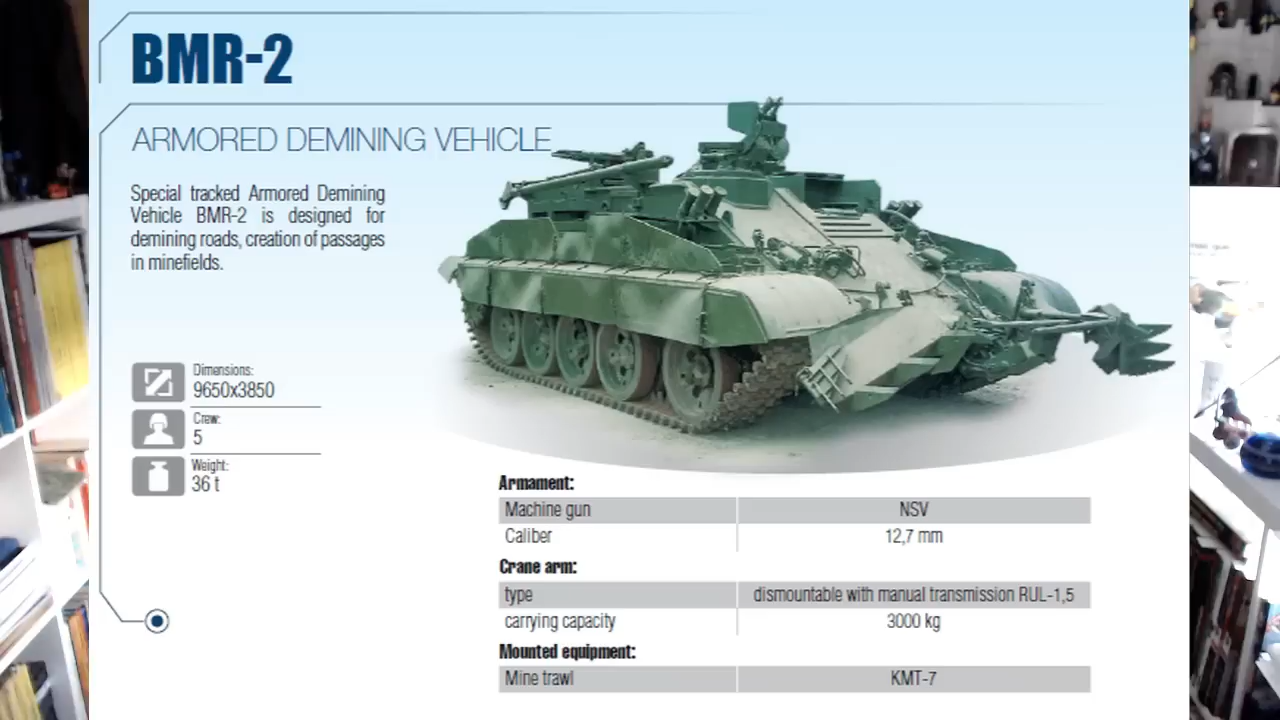 BMR-2
ARMORED DEMINING VEHICLE
Special tracked Armored Demining
Vehicle BMR-2 is designed for
demining roads, creation of passages
in minefields.
Dimensions:
9650x3850
Crew:
5
Weight:
36 t
Armament:
Machine gun NSV
Caliber 12,7 mm
Crane arm:
type dismountable with manual transmission RUL-1,5
carrying capacity 3000 kg
Mounted equipment:
Mine trawl KMT-7